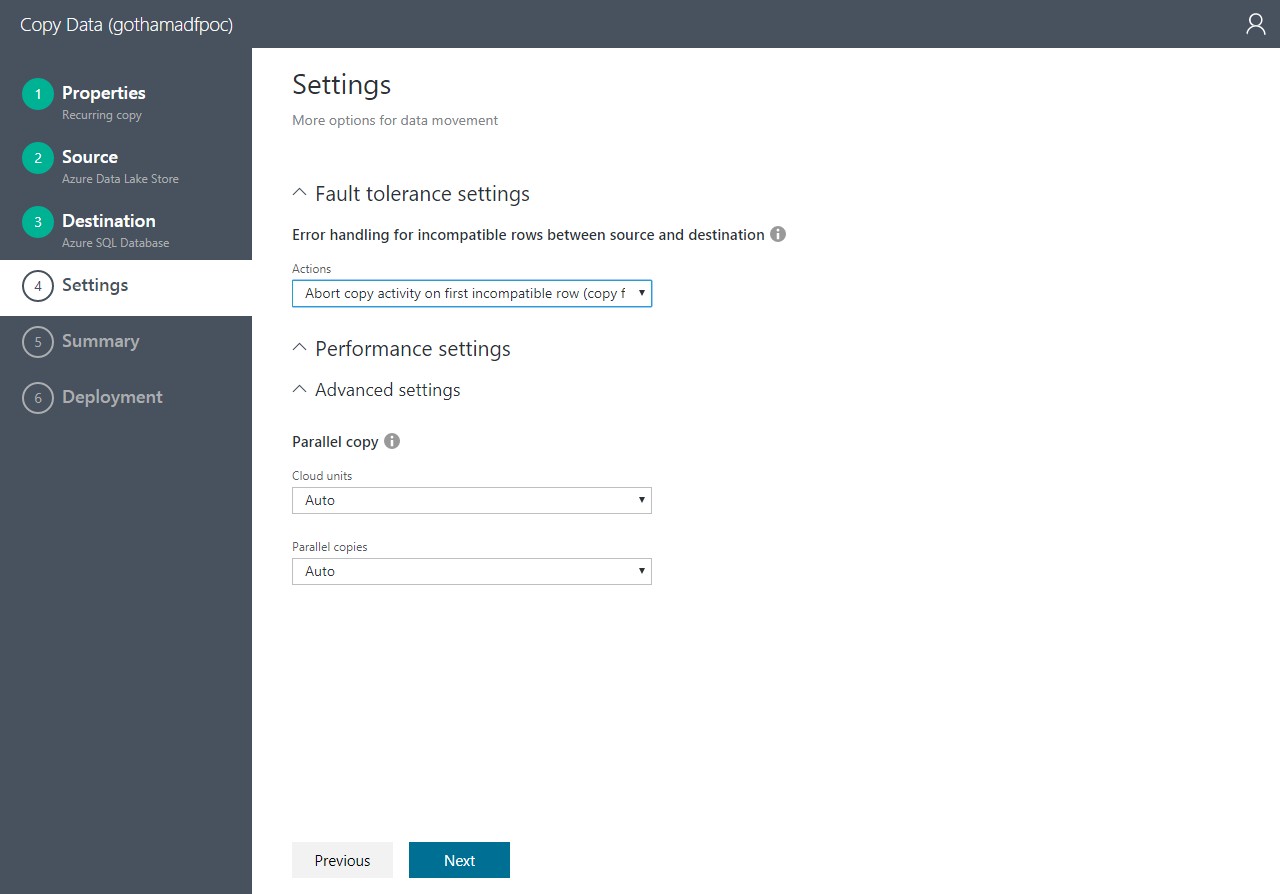 Copy Data (gothamadfpoc)
1
Properties
Recurring copy
2
Source
Azure Data Lake Store
3
Destination
Azure SQL Database
4
Settings
5
Summary
6
Deployment
Settings
More options for data movement
Fault tolerance settings
Error handling for incompatible rows between source and destination
Actions
Abort copy activity on first incompatible row (copy f
Performance settings
Advanced settings
Parallel copy
Cloud units
Auto
Parallel copies
Auto
Previous
Next